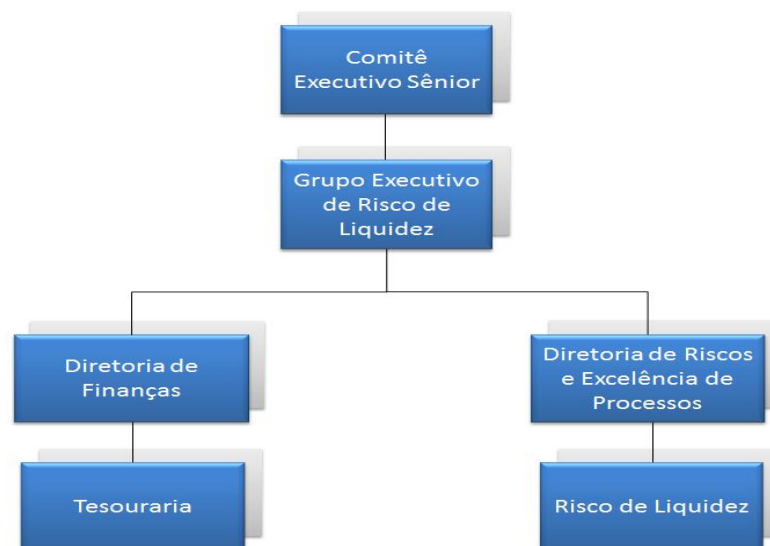 Comitê
Executivo Sênior
Grupo Executivo
de Risco de
Liquidez
Diretoria de
Finanças
Diretoria de Riscos
e Excelência de
Processos
Tesouraria
Risco de Liquidez